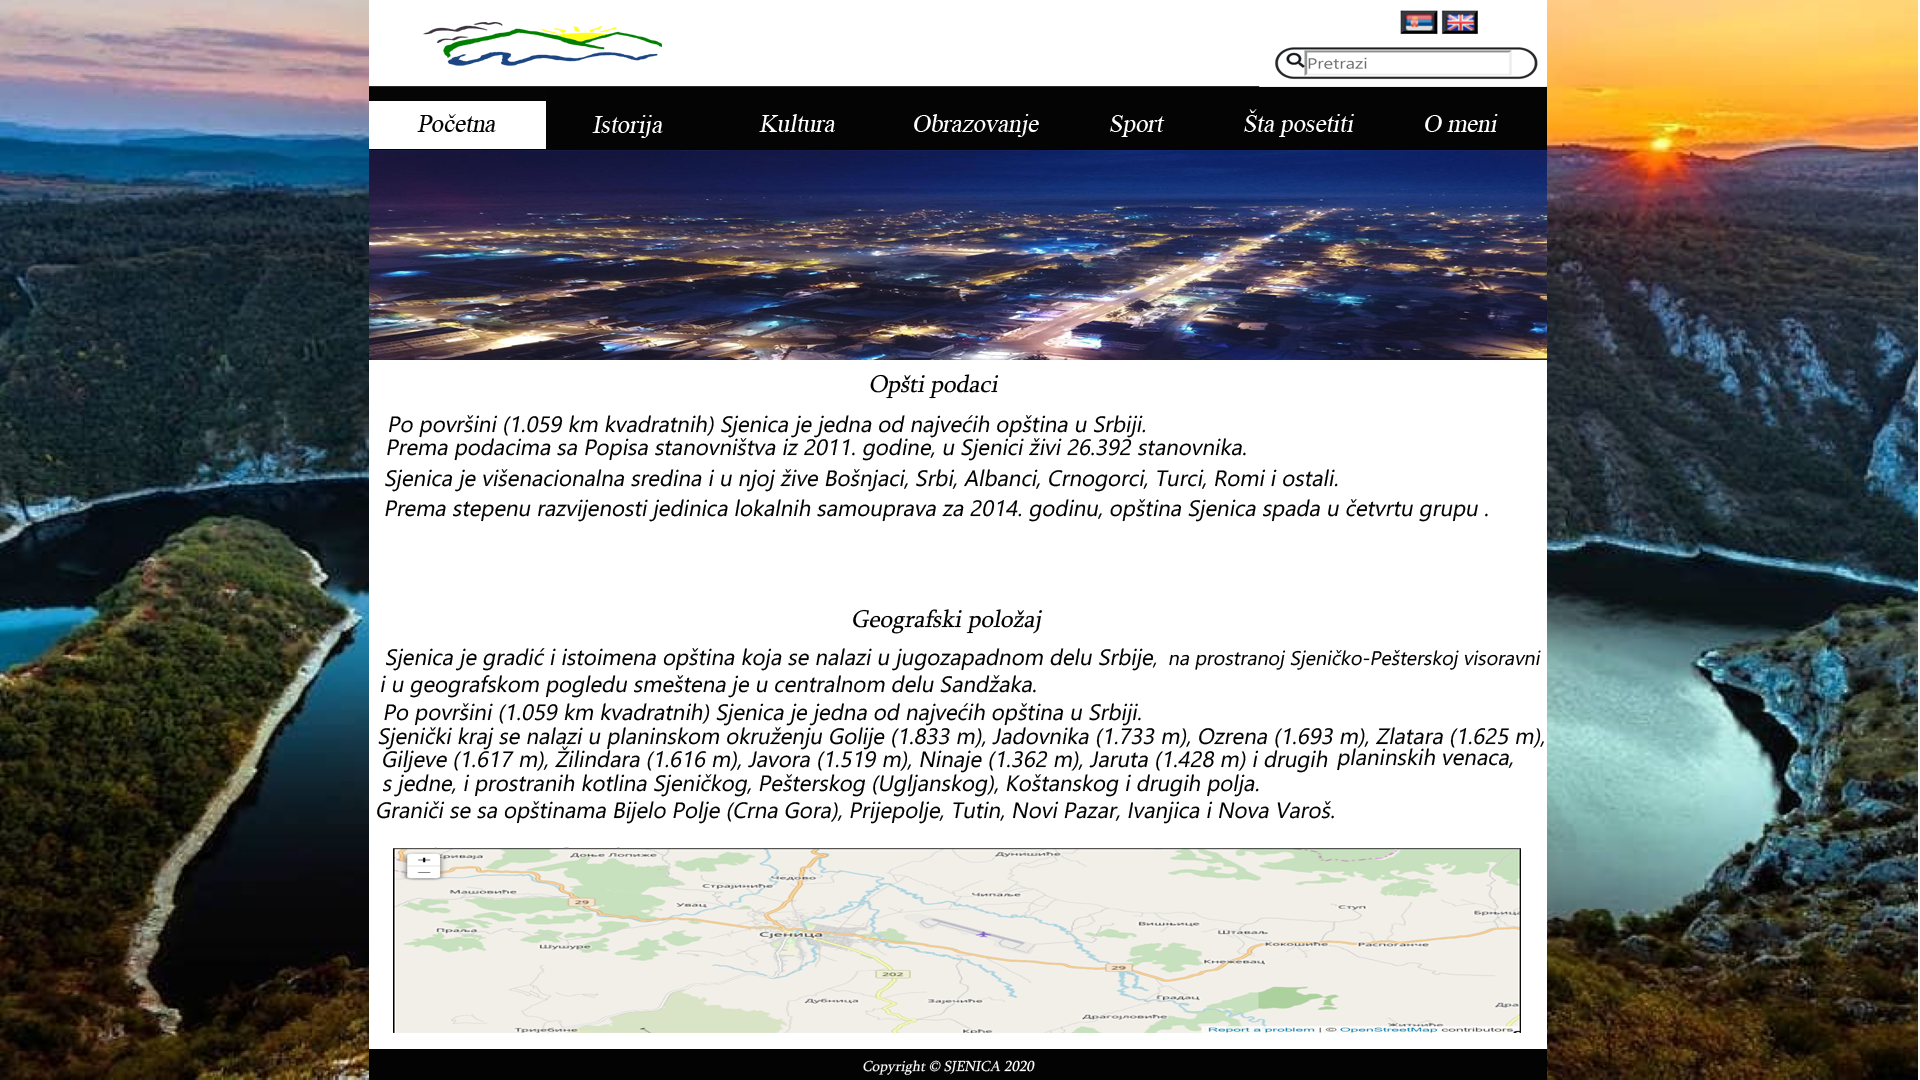 Pretrazi
Početna Istorija Kultura Obrazovanje Sport Šta posetiti O meni
Opšti podaci
Po površini (1.059 km kvadratnih) Sjenica je jedna od najvećih opština u Srbiji.
Prema podacima sa Popisa stanovništva iz 2011. godine, u Sjenici živi 26.392 stanovnika.
Sjenica je višenacionalna sredina i u njoj žive Bošnjaci, Srbi, Albanci, Crnogorci, Turci, Romi i ostali.
Prema stepenu razvijenosti jedinica lokalnih samouprava za 2014. godinu, opština Sjenica spada u četvrtu grupu .
Geografski položaj
Sjenica je gradić i istoimena opština koja se nalazi u jugozapadnom delu Srbije, na prostranoj Sjeničko-Pešterskoj visoravni
i u geografskom pogledu smeštena je u centralnom delu Sandžaka.
Po površini (1.059 km kvadratnih) Sjenica je jedna od najvećih opština u Srbiji.
Sjenički kraj se nalazi u planinskom okruženju Golije (1.833 m), Jadovnika (1.733 m), Ozrena (1.693 m), Zlatara (1.625 m),
Giljeve (1.617 m), Žilindara (1.616 m), Javora (1.519 m), Ninaje (1.362 m), Jaruta (1.428 m) i drugih planinskih venaca,
s jedne, i prostranih kotlina Sjeničkog, Pešterskog (Ugljanskog), Koštanskog i drugih polja.
Graniči se sa opštinama Bijelo Polje (Crna Gora), Prijepolje, Tutin, Novi Pazar, Ivanjica i Nova Varoš.
+
Доње Лопиже
Дунишиће
−
Чедово
Страјиниће
Машовиће
Чипаље
29
Увац
Ступ
Вишњице
Праља
Сјеница
Штаваљ
Шушуре
Кокошиће
Распоганче
Кнежевац
29
202
Дубница
Зајечиће
Градац
Драгојловиће
Житниће
Тријебине
Крће
Report a problem | © OpenStreetMap contributors
Copyright © SJENICA 2020